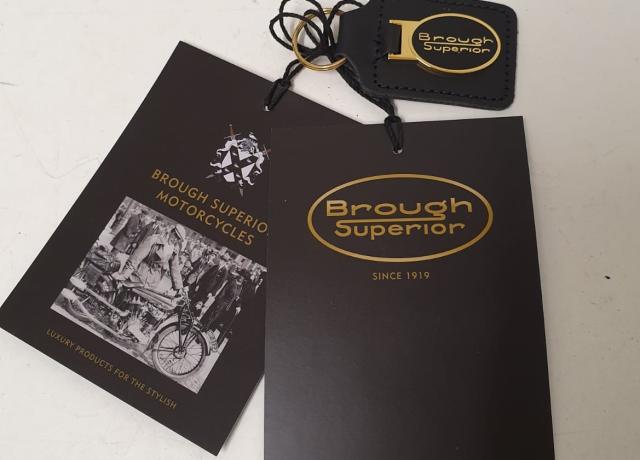 Brough
Superior
BROUGH SUPERIOR
MOTORCYCLES
LUXURY PRODUCTS FOR THE STYLISH
Brough
Superior
SINCE 1919